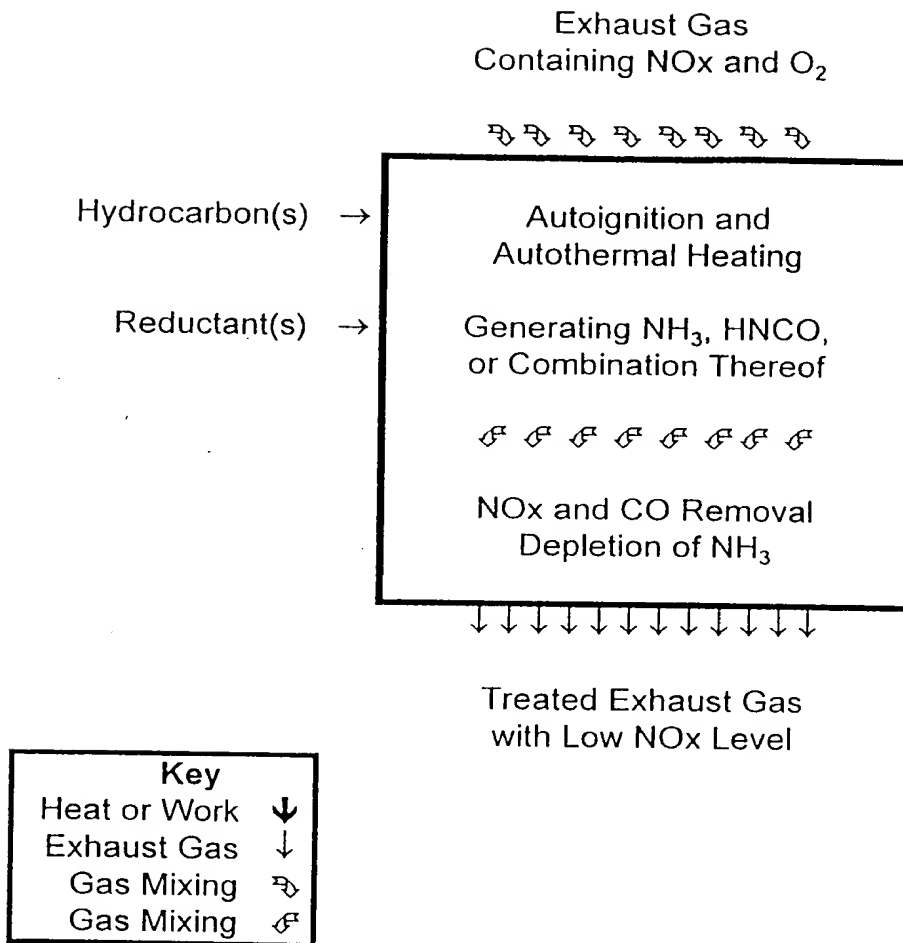 Exhaust Gas
Containing NOx and O₂
Hydrocarbon(s) →
Autoignition and
Autothermal Heating
Reductant(s) →
Generating NH₃, HNCO,
or Combination Thereof
NOx and CO Removal
Depletion of NH₃
Treated Exhaust Gas
with Low NOx Level
Key
Heat or Work
Exhaust Gas ↓
Gas Mixing
Gas Mixing